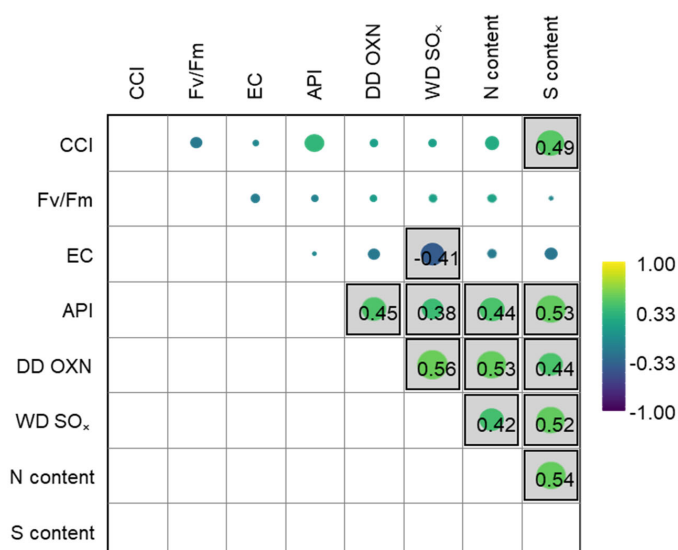 CCI Fv/Fm EC API DD OXN WD SOₓ N content S content
CCI 0.49
Fv/Fm
EC -0.41
API 0.45 0.38 0.44 0.53
DD OXN 0.56 0.53 0.44
WD SOₓ 0.42 0.52
N content 0.54
S content
1.00
0.33
-0.33
-1.00